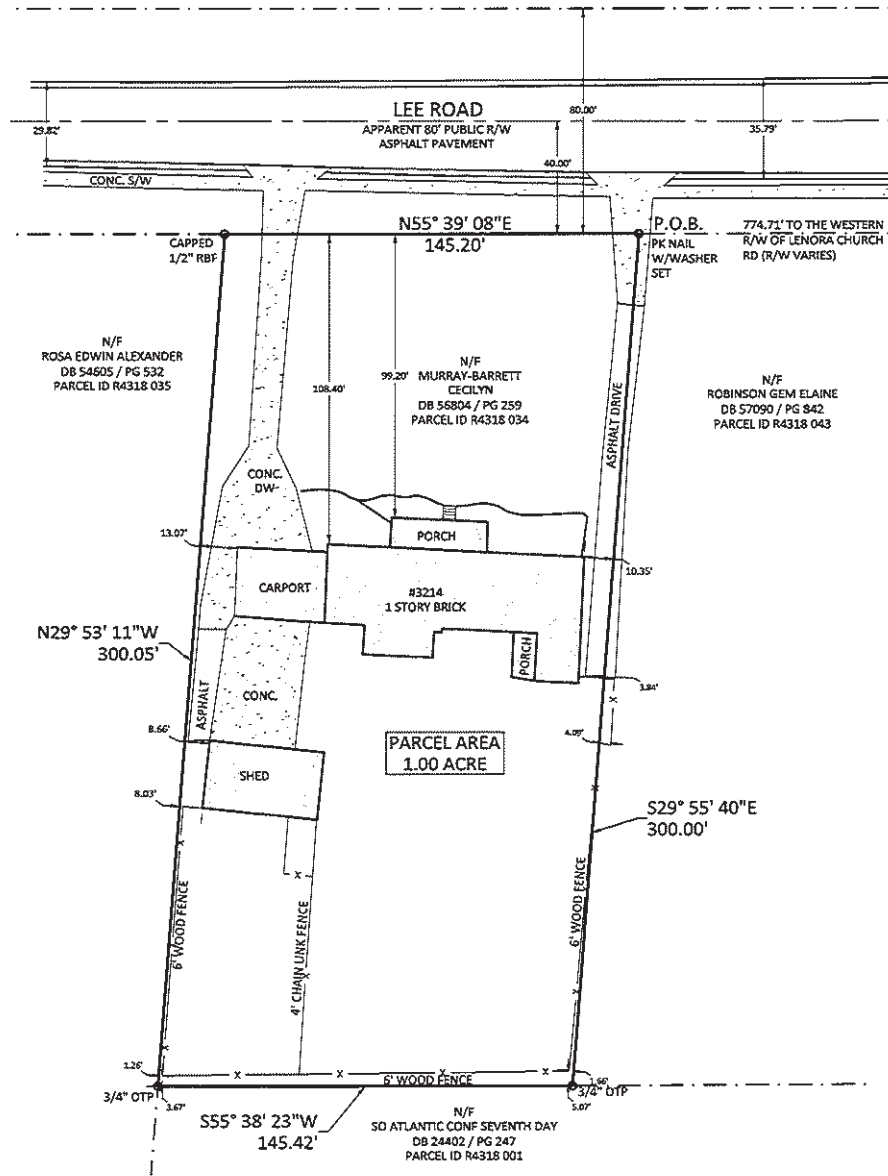 LEE ROAD
APPARENT 80' PUBLIC R/W
ASPHALT PAVEMENT
29.82'
80.00'
40.00'
35.79'
CONC. S/W
CAPPED
1/2" RBF
N55° 39' 08"E
145.20'
P.O.B.
PK NAIL
W/WASHER
SET
774.71' TO THE WESTERN
R/W OF LENORA CHURCH
RD (R/W VARIES)
N/F
ROSA EDWIN ALEXANDER
DB 54605 / PG 532
PARCEL ID R4318 035
108.40'
99.20'
N/F
MURRAY-BARRETT
CECILYN
DB 56804 / PG 259
PARCEL ID R4318 034
ASPHALT DRIVE
N/F
ROBINSON GEM ELAINE
DB 57090 / PG 842
PARCEL ID R4318 043
CONC.
DW
13.07'
PORCH
CARPORT
#3214
1 STORY BRICK
10.35'
N29° 53' 11"W
300.05'
PORCH
3.84'
ASPHALT
CONC.
X
8.66'
SHED
PARCEL AREA
1.00 ACRE
4.09'
8.03'
X
S29° 55' 40"E
300.00'
X
X
6' WOOD FENCE
4' CHAIN LINK FENCE
X
6' WOOD FENCE
X
X
1.26'
X
X
X
X
6' WOOD FENCE
1.66'
3/4" OTP
3.67'
3/4" OTP
5.07'
S55° 38' 23"W
145.42'
N/F
SO ATLANTIC CONF SEVENTH DAY
DB 24402 / PG 247
PARCEL ID R4318 001